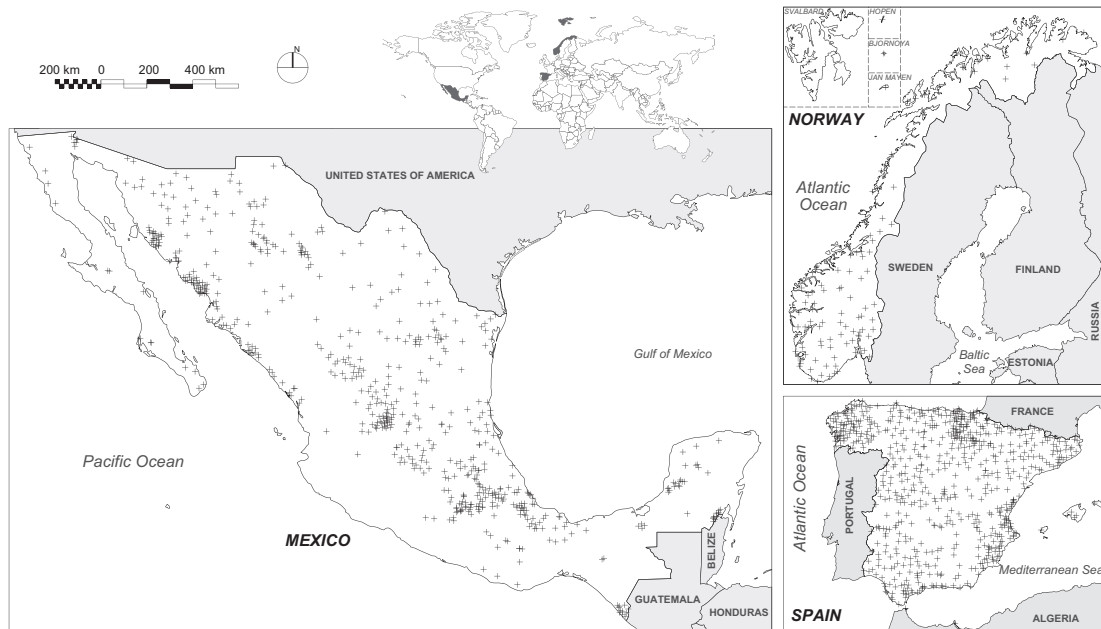 200 km 0 200 400 km
N
UNITED STATES OF AMERICA
Gulf of Mexico
Pacific Ocean
MEXICO
BELIZE
GUATEMALA
HONDURAS
SVALBARD
HOPEN
BJORNOYA
JAN MAYEN
NORWAY
Atlantic
Ocean
SWEDEN
FINLAND
RUSSIA
Baltic
Sea
ESTONIA
FRANCE
Atlantic Ocean
PORTUGAL
Mediterranean Sea
SPAIN
ALGERIA